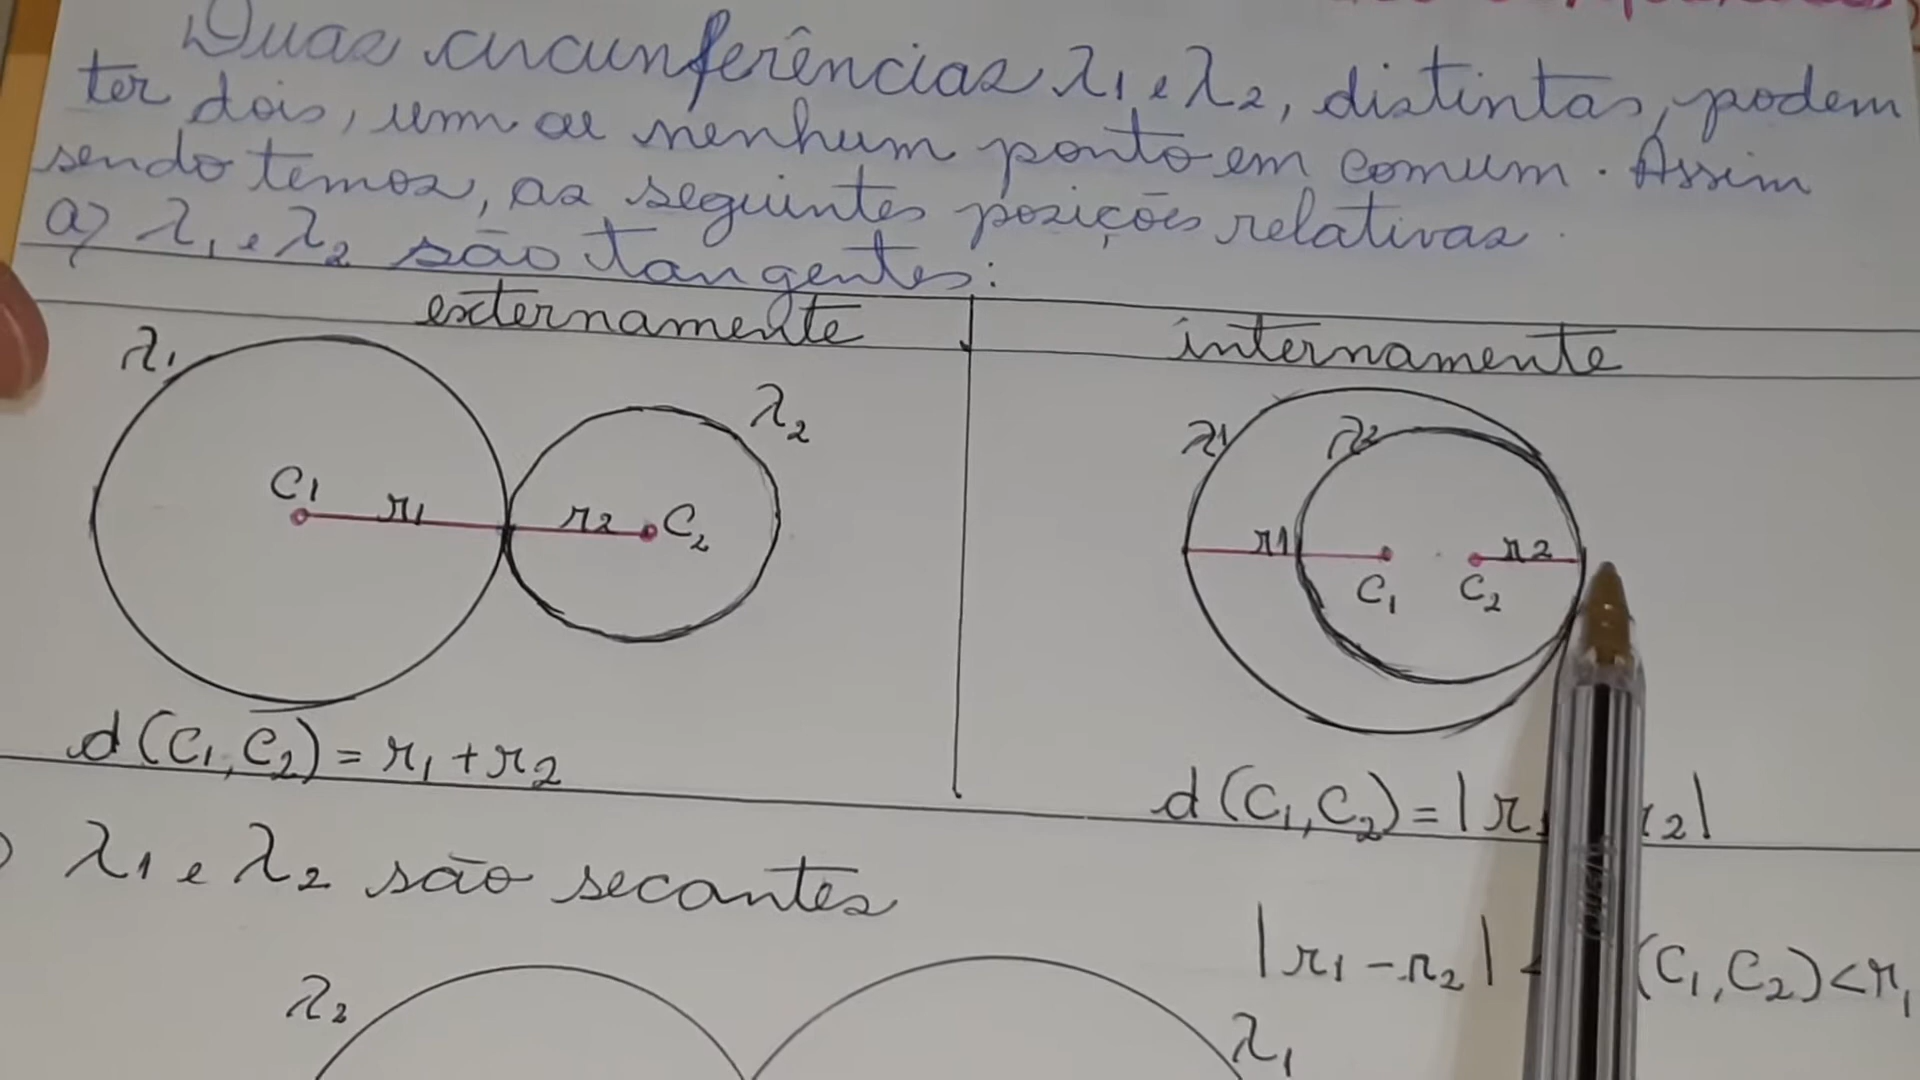 Duas circunferências λ1 e λ2, distintas, podem
ter dois, um ou nenhum ponto em comum. Assim
sendo temos, as seguintes posições relativas.
a) λ1 e λ2 são tangentes:
externamente
internamente
λ1
λ2
C1
r1
r2
C2
λ1
λ2
r1
C1
C2
r2
d(C1,C2) = r1 + r2
d(C1,C2) = |r1 r2|
) λ1 e λ2 são secantes
|r1 - r2| < (C1,C2) < r1
λ2
λ1